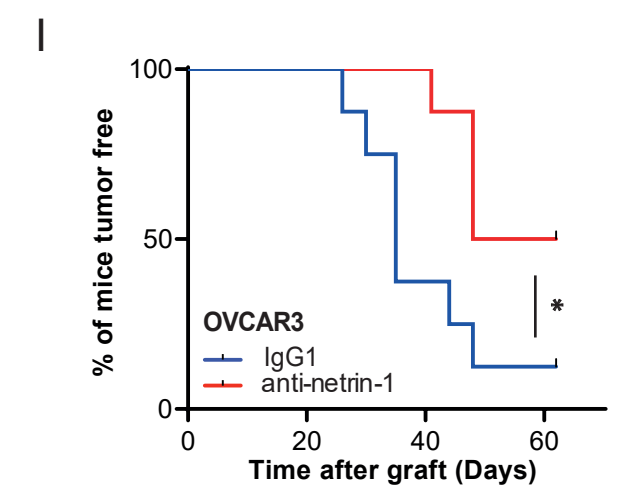 I
% of mice tumor free
100
50
0
OVCAR3
IgG1
anti-netrin-1
*
0 20 40 60
Time after graft (Days)